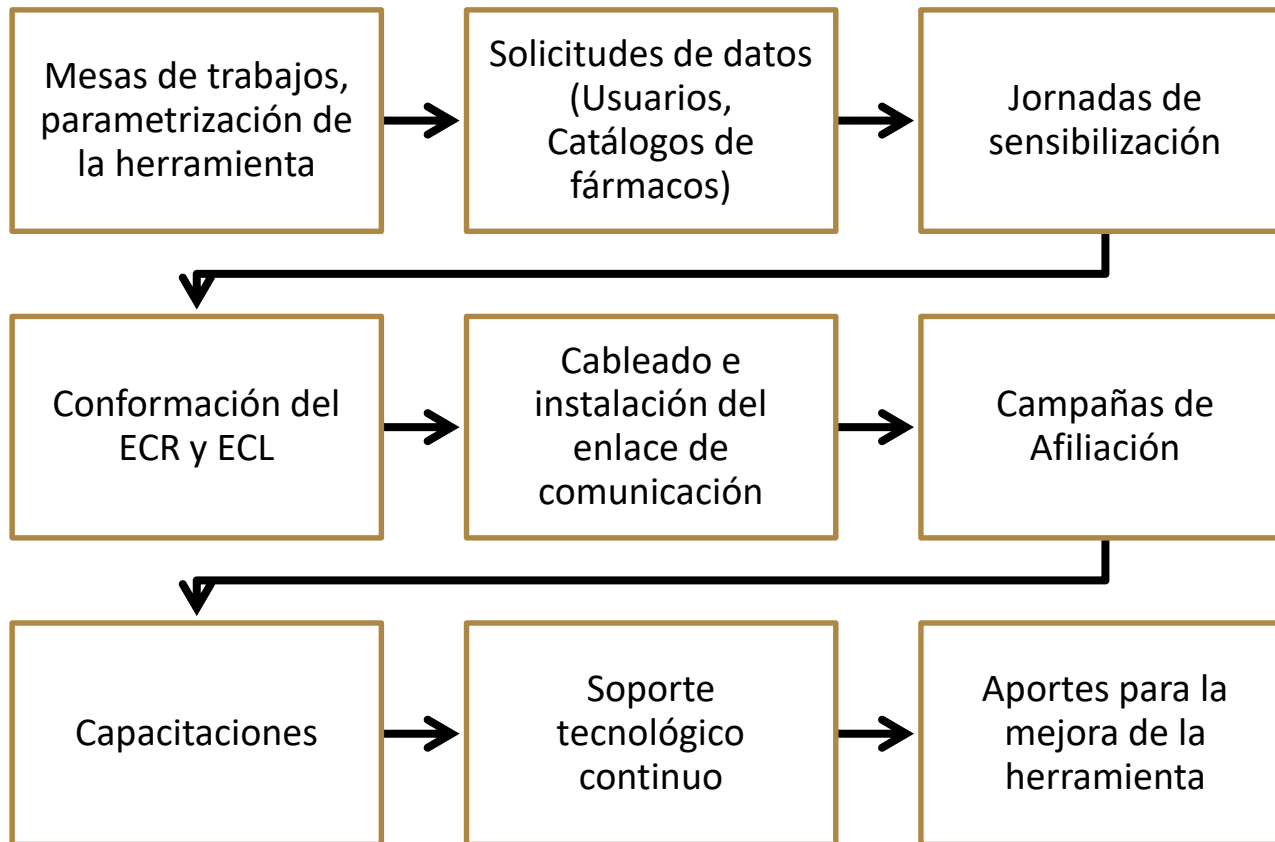 Mesas de trabajos,
parametrización de
la herramienta
Solicitudes de datos
(Usuarios,
Catálogos de
fármacos)
Jornadas de
sensibilización
Conformación del
ECR y ECL
Cableado e
instalación del
enlace de
comunicación
Campañas de
Afiliación
Capacitaciones
Soporte
tecnológico
continuo
Aportes para la
mejora de la
herramienta